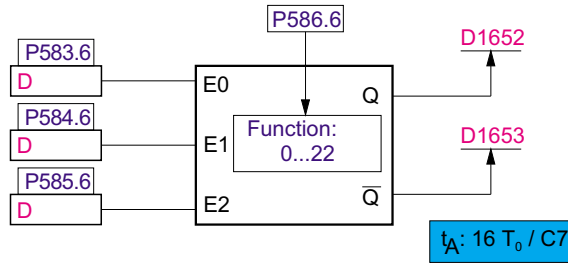 P586.6
D1652
P583.6
D
E0
Q
P584.6
D
E1
Function:
0...22
D1653
P585.6
D
E2
Q̅
tA: 16 T0 / C7